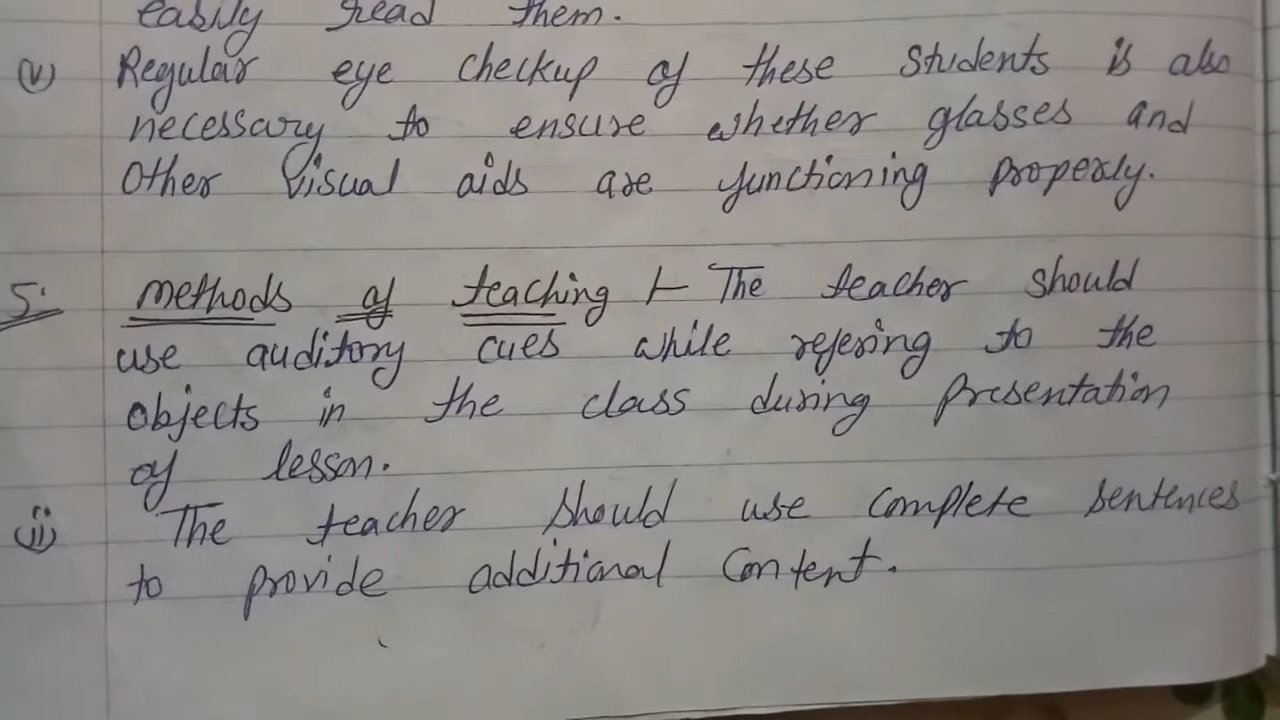 easily read them.
(v) Regular eye checkup of these students is also
necessary to ensure whether glasses and
Other Visual aids are functioning properly.
5. methods of teaching :- The teacher should
use auditory cues while refering to the
objects in the class during presentation
of lesson.
(ii) The teacher should use complete sentences
to provide additional content.